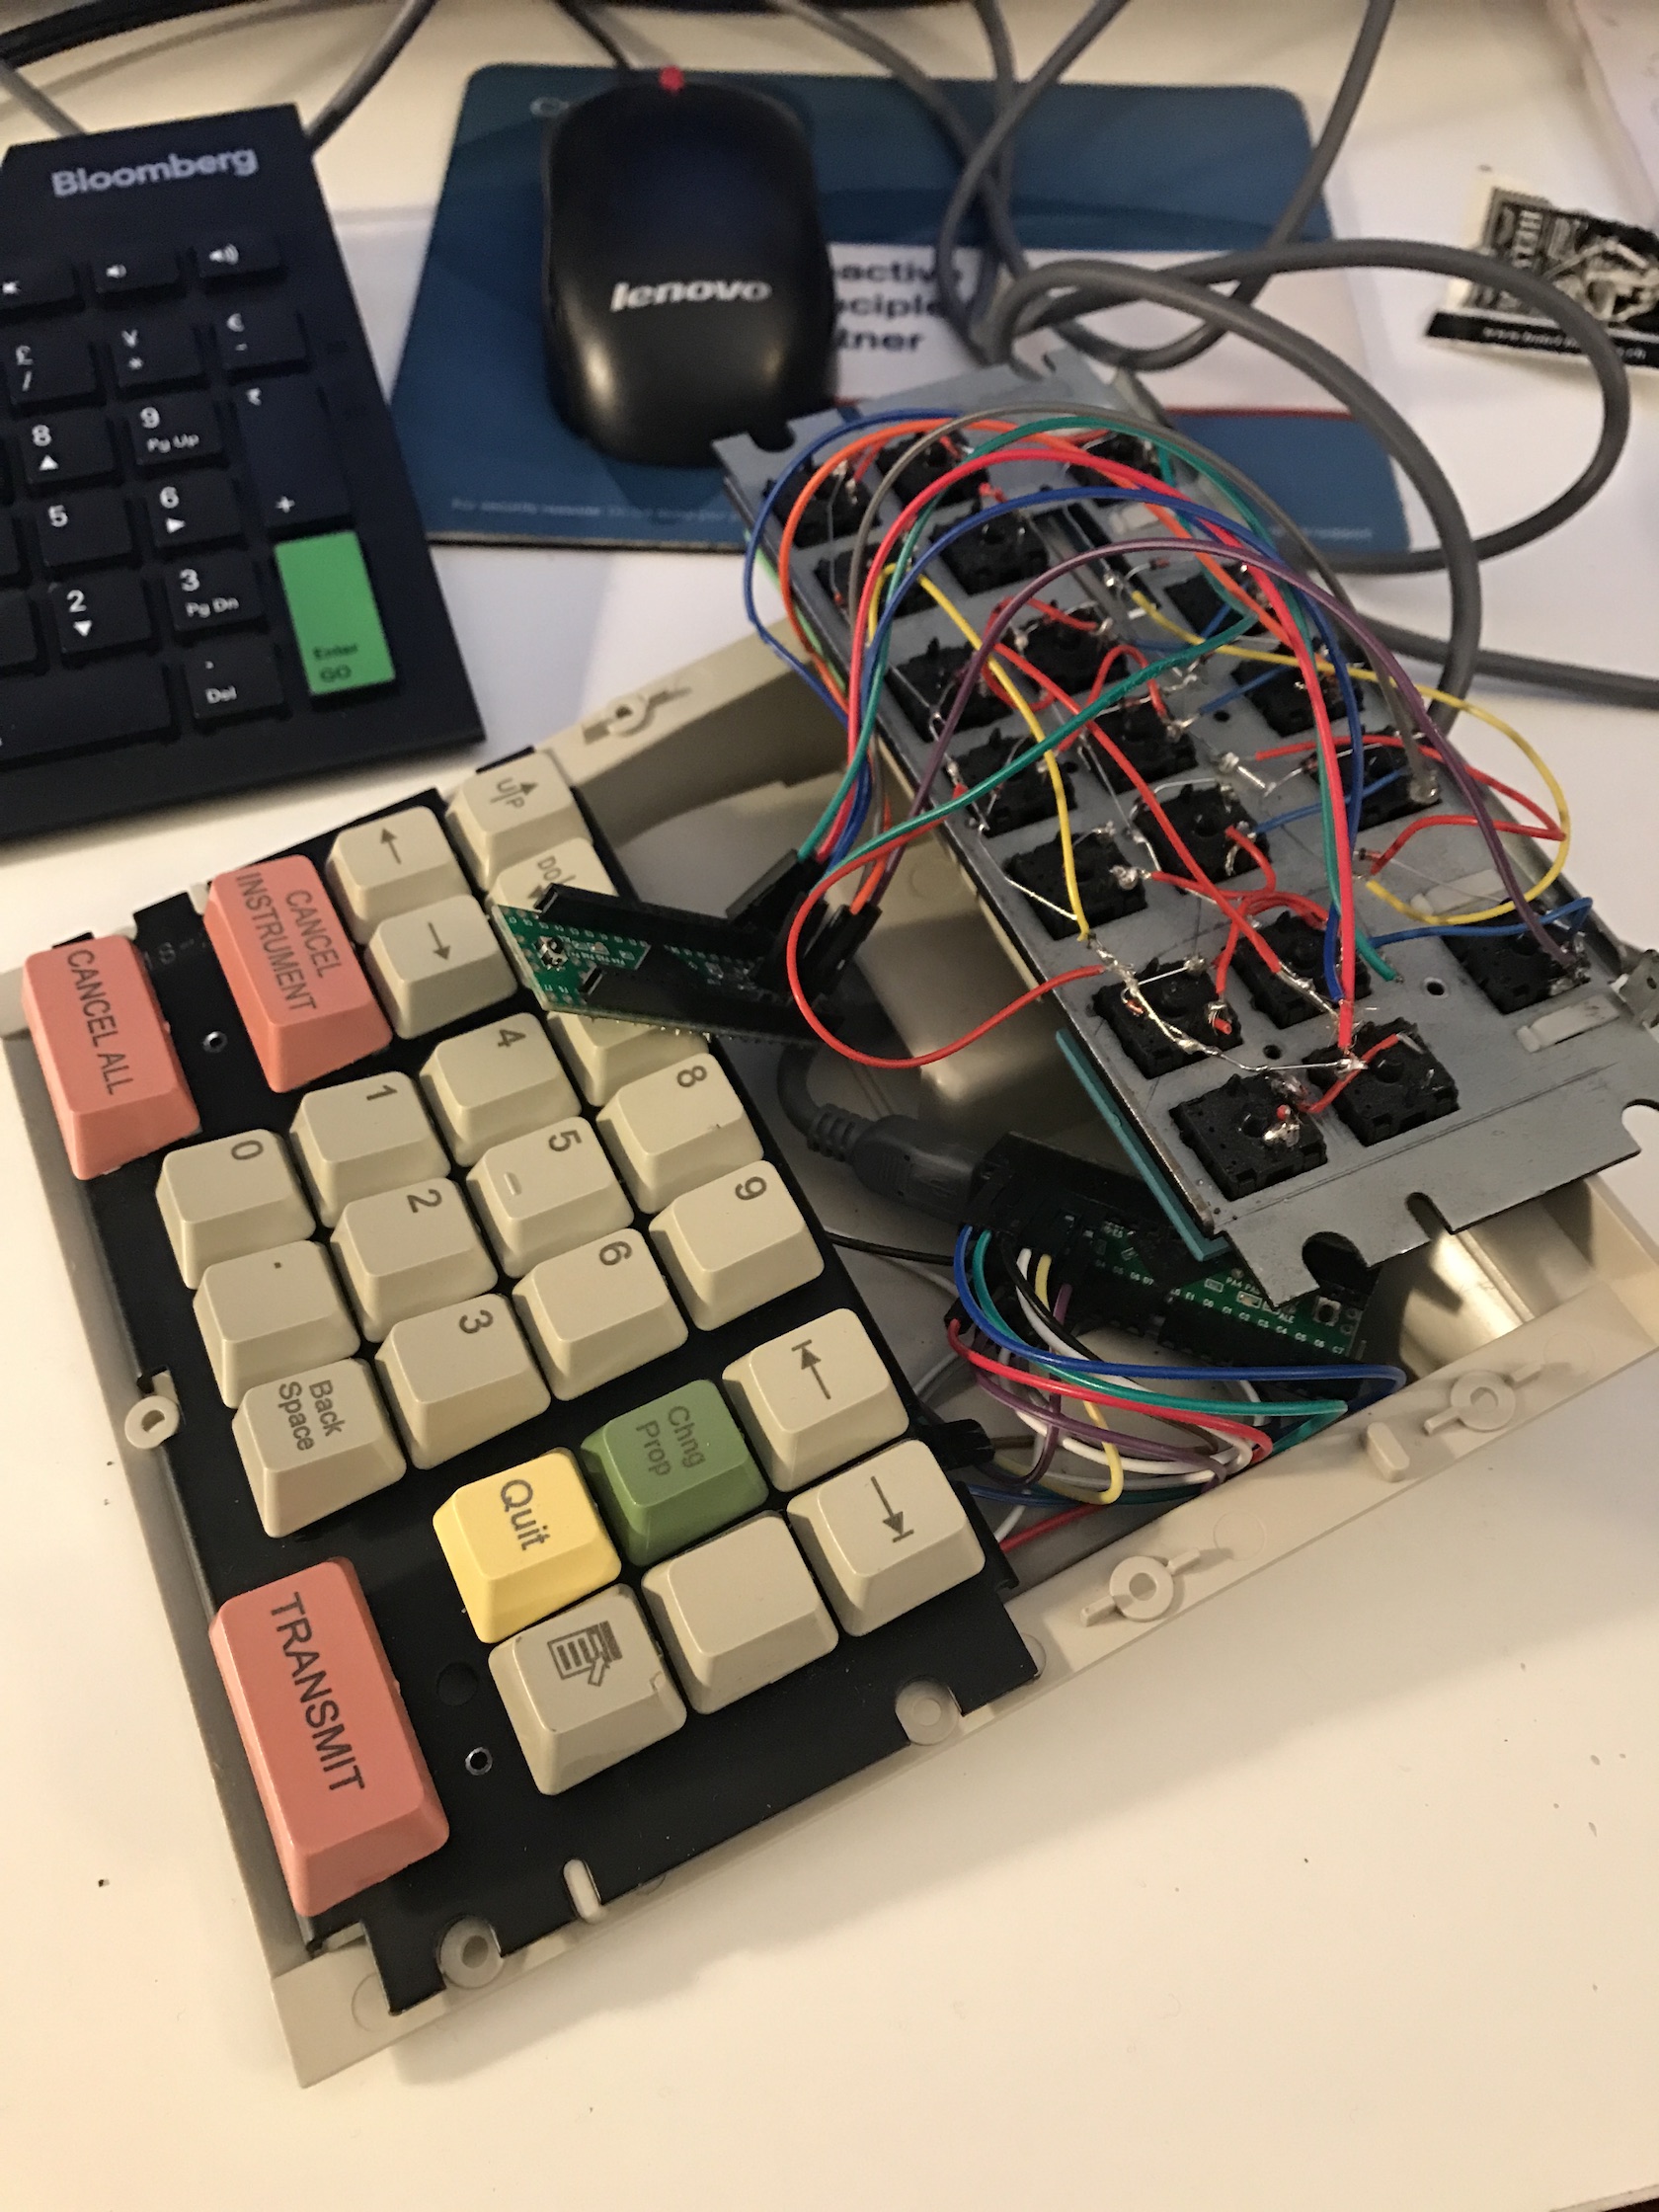 Bloomberg
£
/
¥
*
€
-
₹
8
9
Pg Up
5
6
+
2
3
Pg Dn
Enter
GO
.
Del
lenovo
UP
CANCEL
INSTRUMENT
CANCEL ALL
4
1
8
0
5
2
9
6
.
3
Back
Space
Chng
Prop
Quit
TRANSMIT